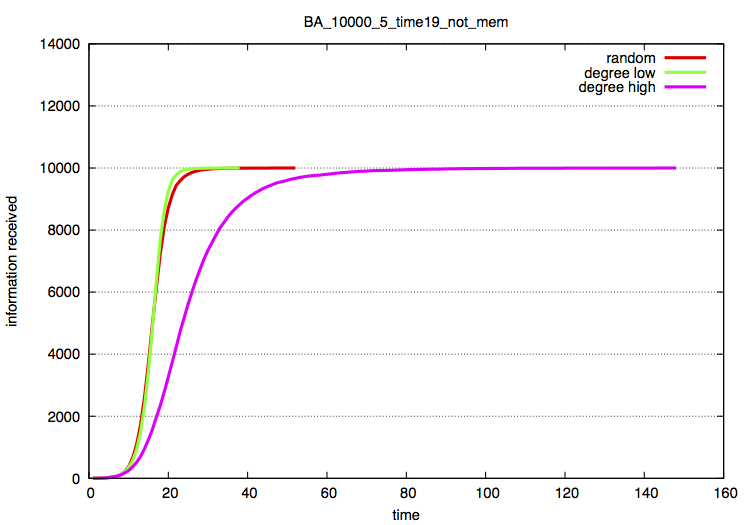 BA_10000_5_time19_not_mem
14000
12000
10000
8000
6000
4000
2000
0
information received
random
degree low
degree high
0 20 40 60 80 100 120 140 160
time